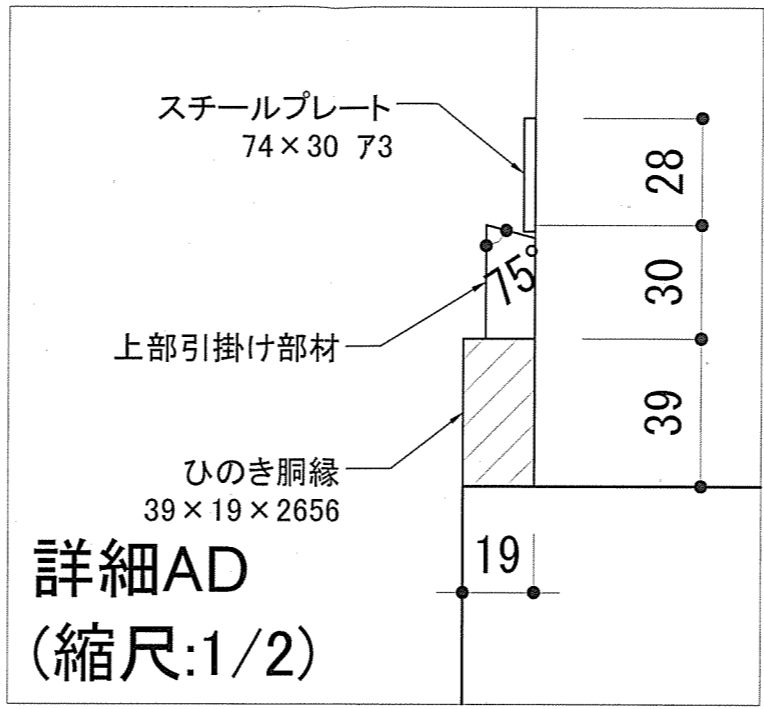 スチールプレート
74×30 ア3
28
75°
30
上部引掛け部材
39
ひのき胴縁
39×19×2656
19
詳細AD
(縮尺:1/2)